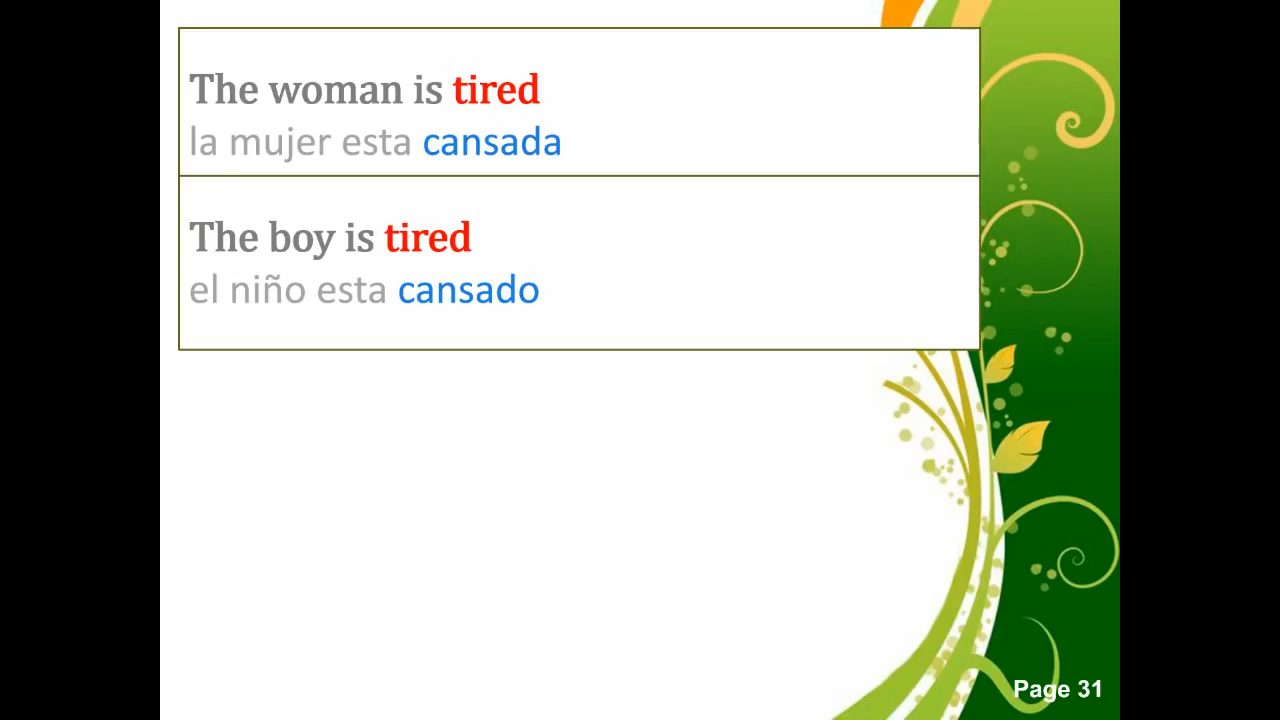 The woman is tired
la mujer esta cansada
The boy is tired
el niño esta cansado
Page 31